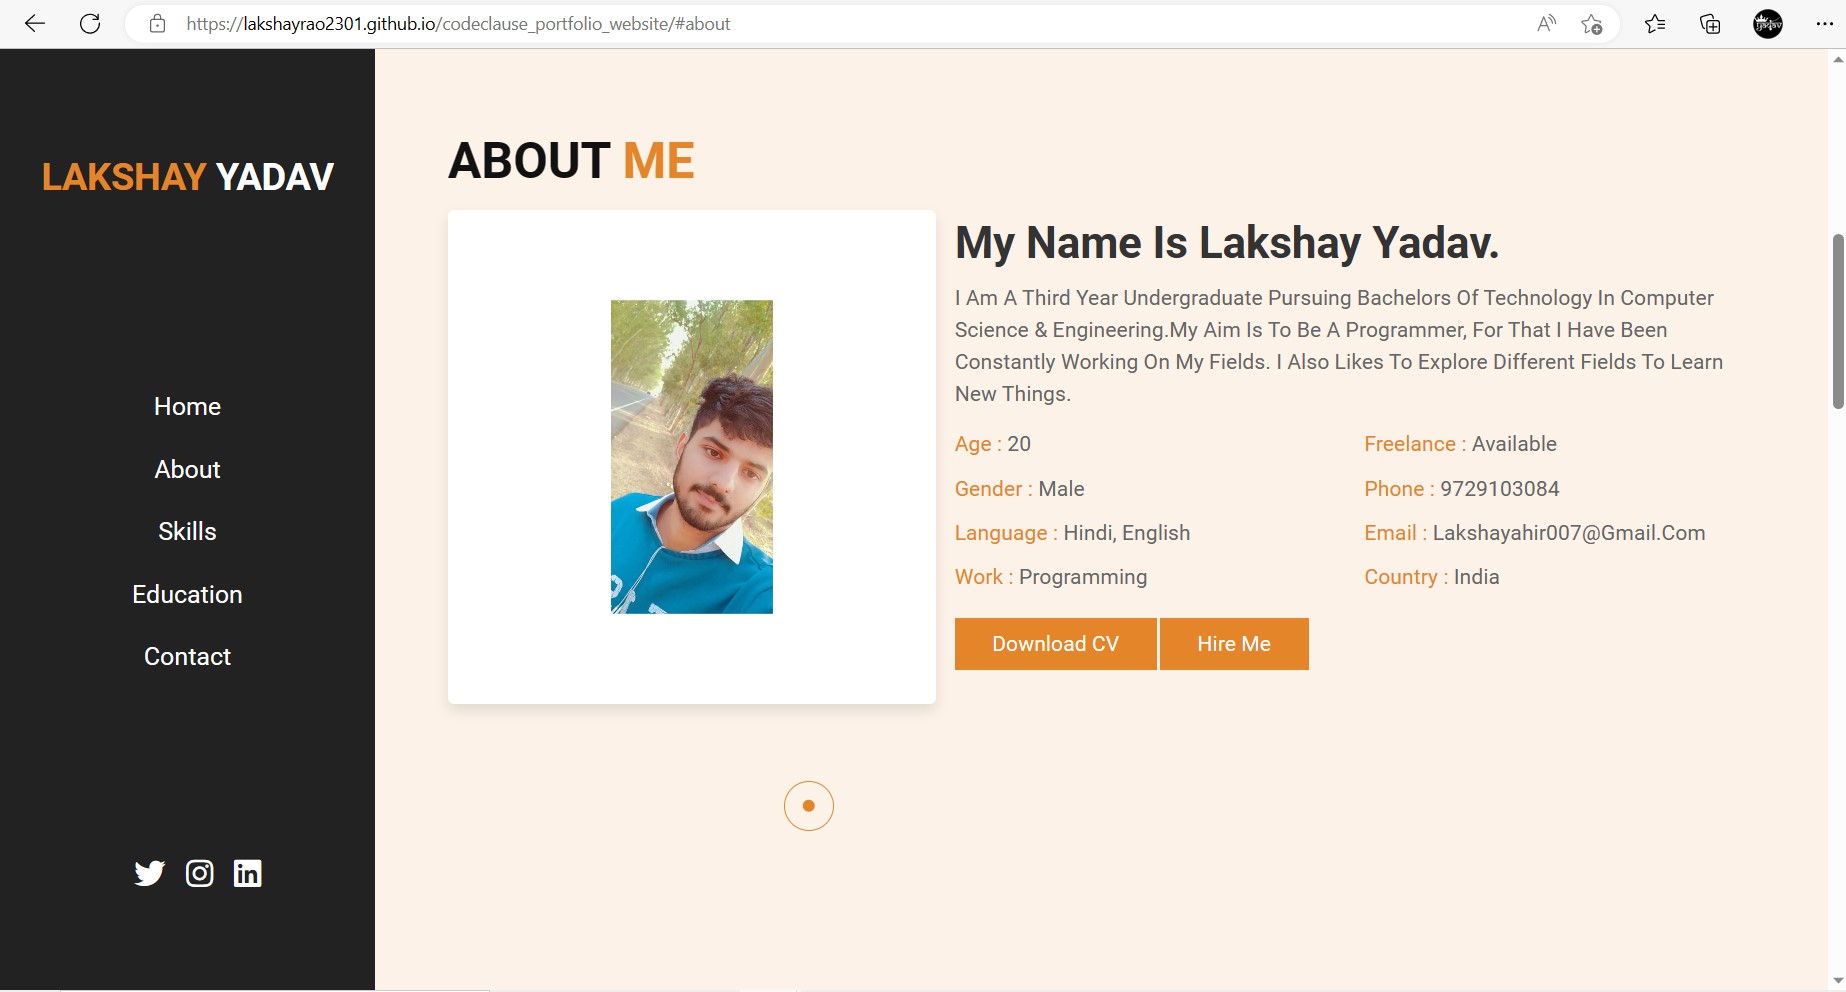 https://lakshayrao2301.github.io/codeclause_portfolio_website/#about
LAKSHAY YADAV
Home
About
Skills
Education
Contact
ABOUT ME
My Name Is Lakshay Yadav.
I Am A Third Year Undergraduate Pursuing Bachelors Of Technology In Computer
Science & Engineering.My Aim Is To Be A Programmer, For That I Have Been
Constantly Working On My Fields. I Also Likes To Explore Different Fields To Learn
New Things.
Age : 20
Freelance : Available
Gender : Male
Phone : 9729103084
Language : Hindi, English
Email : Lakshayahir007@Gmail.Com
Work : Programming
Country : India
Download CV
Hire Me